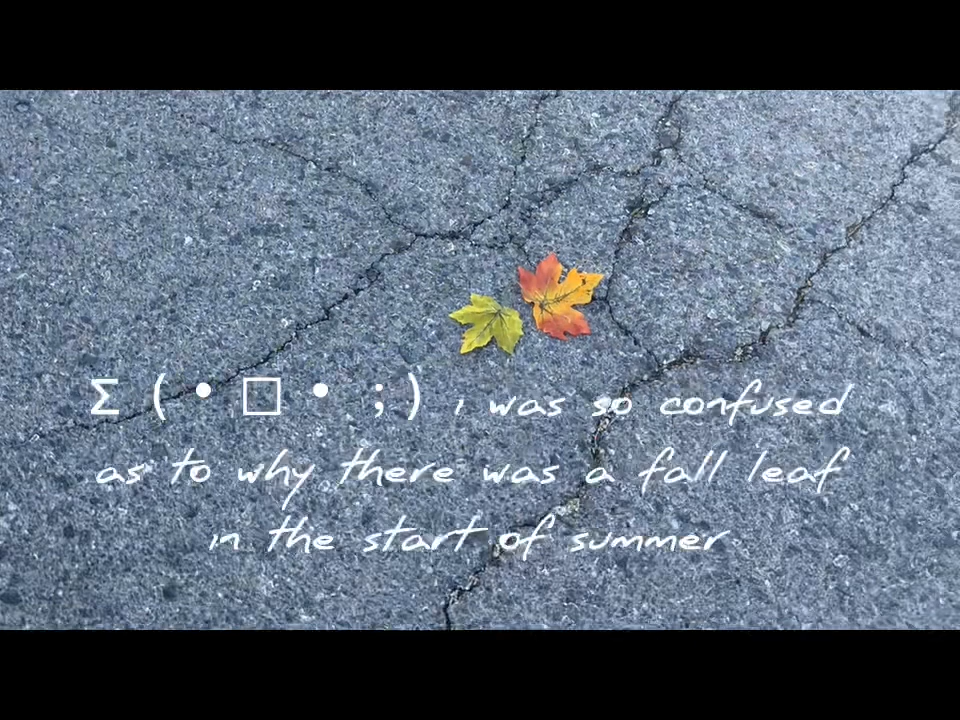 Σ (・□・;) i was so confused
as to why there was a fall leaf
in the start of summer